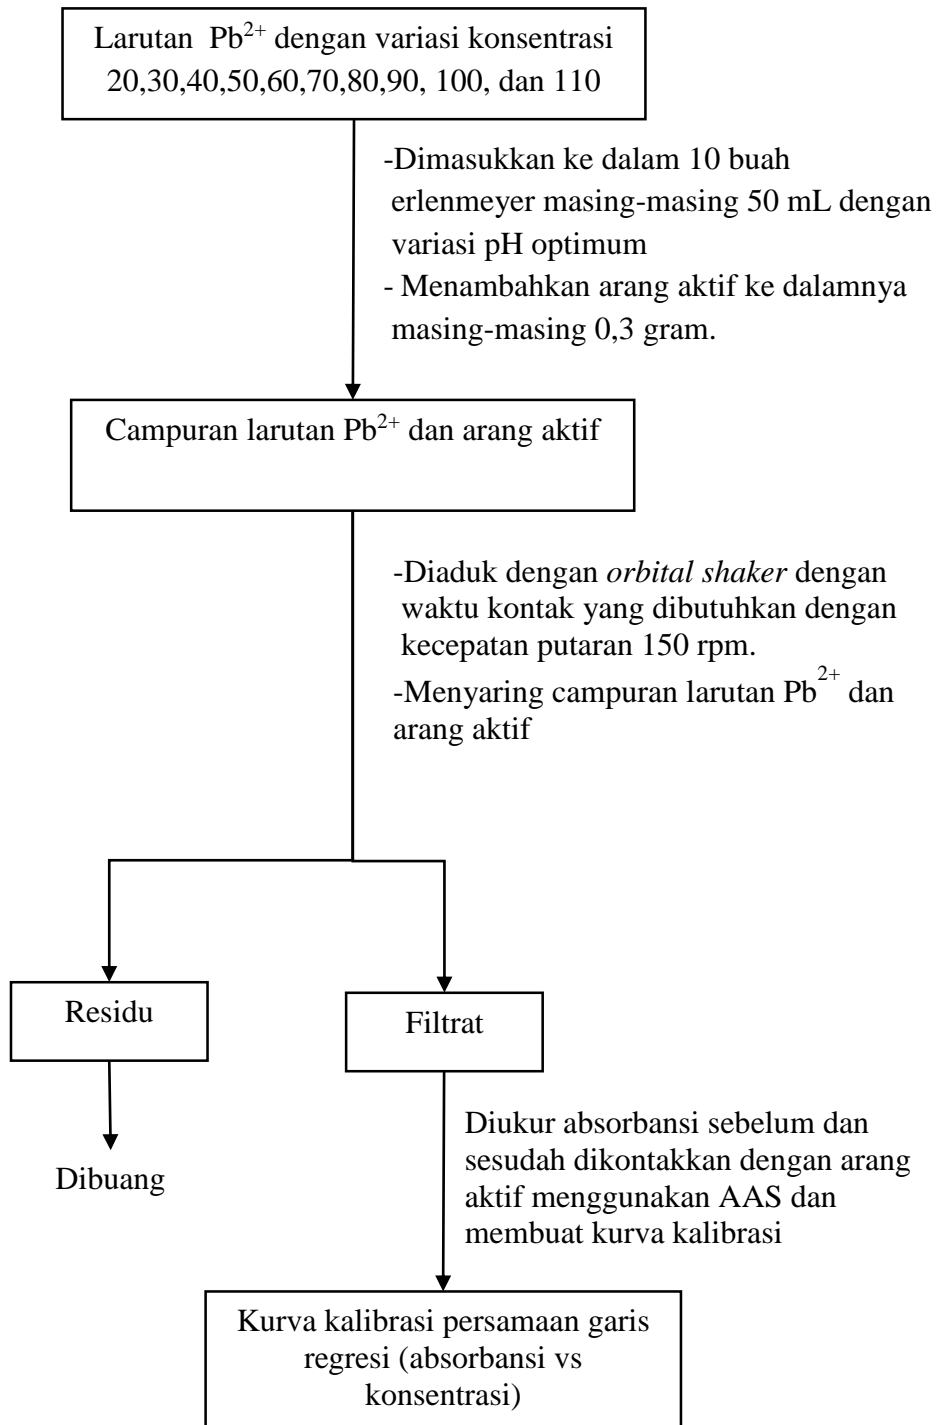 Larutan Pb²⁺ dengan variasi konsentrasi
20,30,40,50,60,70,80,90, 100, dan 110
-Dimasukkan ke dalam 10 buah
erlenmeyer masing-masing 50 mL dengan
variasi pH optimum
- Menambahkan arang aktif ke dalamnya
masing-masing 0,3 gram.
Campuran larutan Pb²⁺ dan arang aktif
-Diaduk dengan orbital shaker dengan
waktu kontak yang dibutuhkan dengan
kecepatan putaran 150 rpm.
-Menyaring campuran larutan Pb²⁺ dan
arang aktif
Residu
Filtrat
Dibuang
Diukur absorbansi sebelum dan
sesudah dikontakkan dengan arang
aktif menggunakan AAS dan
membuat kurva kalibrasi
Kurva kalibrasi persamaan garis
regresi (absorbansi vs
konsentrasi)